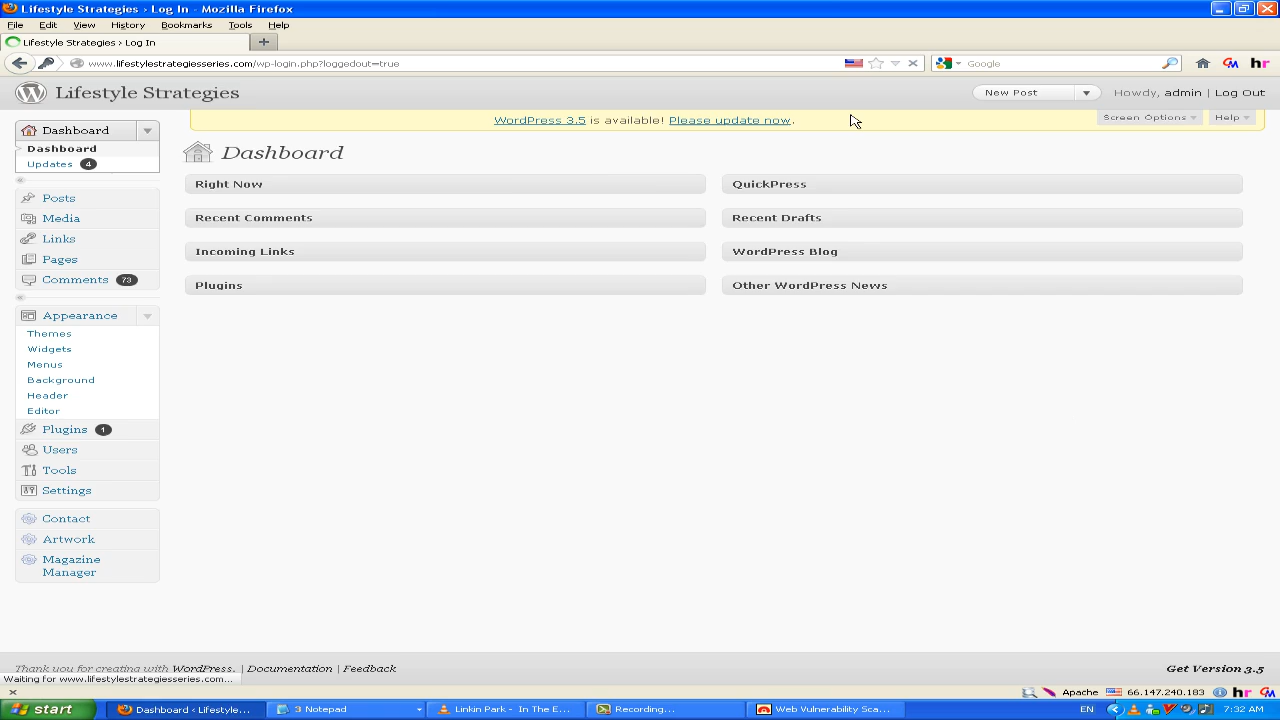 Lifestyle Strategies › Log In - Mozilla Firefox
File Edit View History Bookmarks Tools Help
Lifestyle Strategies › Log In
www.lifestylestrategiesseries.com/wp-login.php?loggedout=true
Google
hr
Lifestyle Strategies
New Post
Howdy, admin | Log Out
WordPress 3.5 is available! Please update now.
Screen Options
Help
Dashboard
Dashboard
Updates 4
Posts
Media
Links
Pages
Comments 73
Appearance
Themes
Widgets
Menus
Background
Header
Editor
Plugins 1
Users
Tools
Settings
Contact
Artwork
Magazine
Manager
Dashboard
Right Now
Recent Comments
Incoming Links
Plugins
QuickPress
Recent Drafts
WordPress Blog
Other WordPress News
Thank you for creating with WordPress. | Documentation | Feedback
Get Version 3.5
Waiting for www.lifestylestrategiesseries.com...
Apache 66.147.240.183 hr
start
Dashboard ‹ Lifestyle...
3 Notepad
Linkin Park - In The E...
Recording...
Web Vulnerability Sca...
EN
7:32 AM